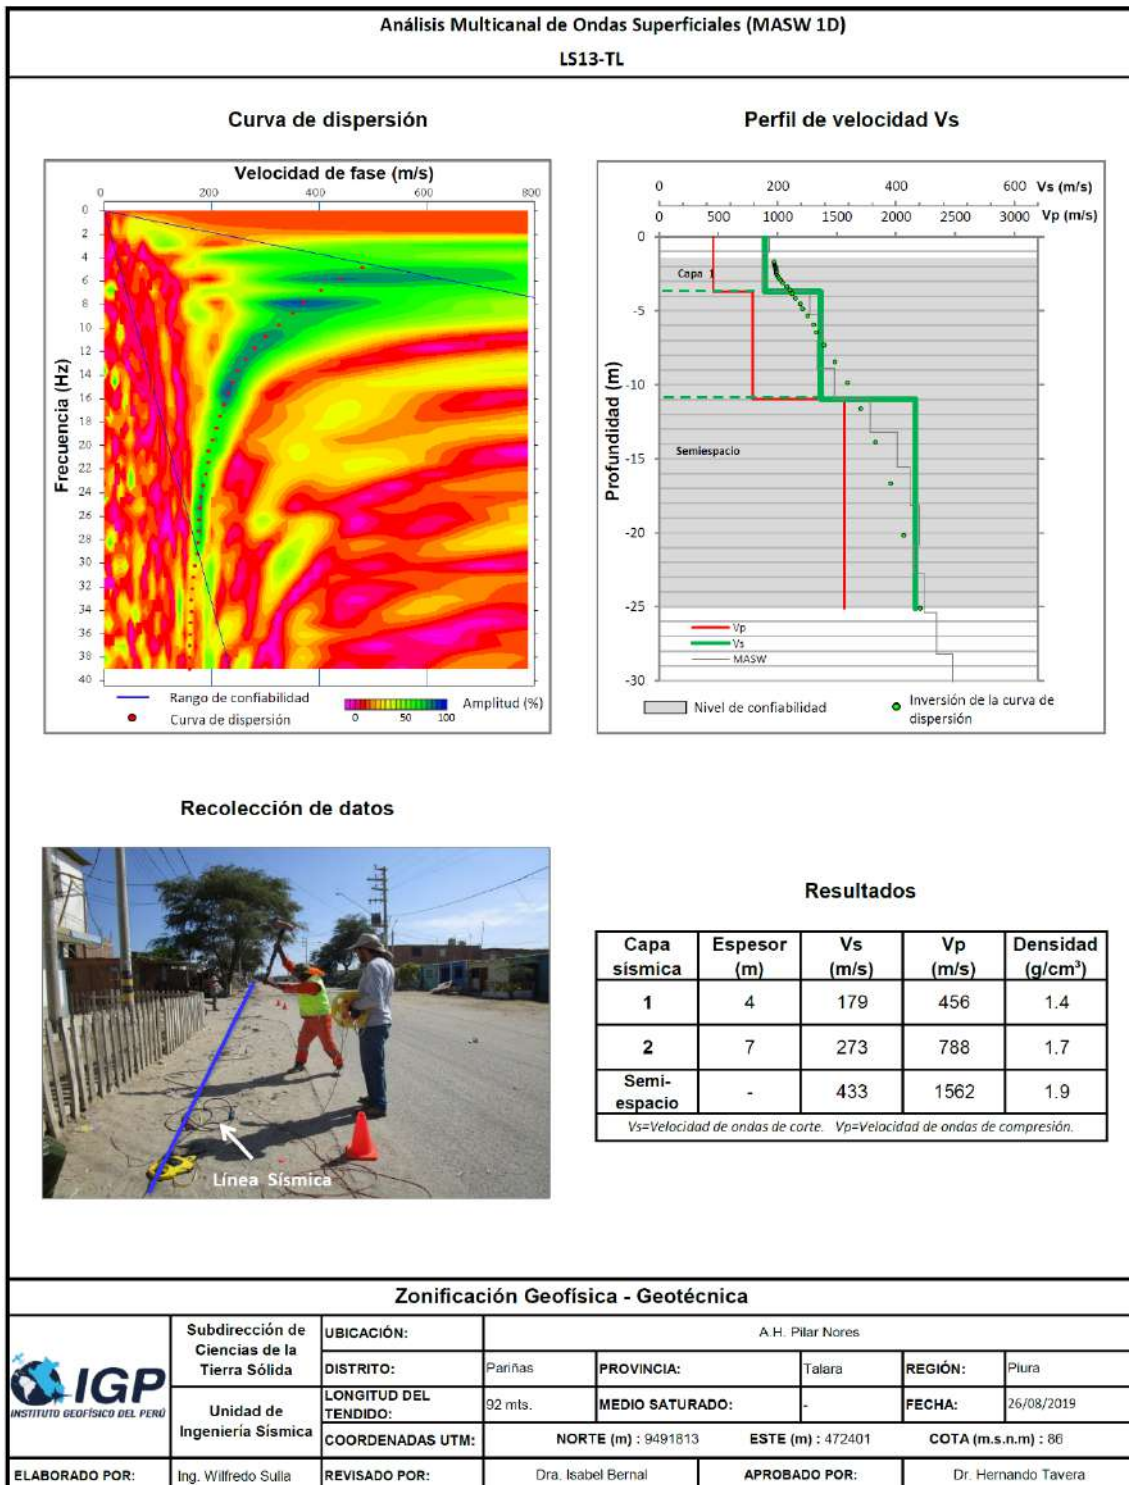 Análisis Multicanal de Ondas Superficiales (MASW 1D)
LS13-TL
Curva de dispersión
Velocidad de fase (m/s)
0 200 400 600 800
Frecuencia (Hz)
0
2
4
6
8
10
12
14
16
18
20
22
24
26
28
30
32
34
36
38
40
Rango de confiabilidad
Curva de dispersión
0 50 100
Amplitud (%)
Perfil de velocidad Vs
0 200 400 600 Vs (m/s)
0 500 1000 1500 2000 2500 3000 Vp (m/s)
Profundidad (m)
0
-5
-10
-15
-20
-25
-30
Capa 1
Semiespacio
Vp
Vs
MASW
Nivel de confiabilidad
Inversión de la curva de
dispersión
Recolección de datos
Línea Sísmica
Resultados
Capa sísmica Espesor (m) Vs (m/s) Vp (m/s) Densidad (g/cm³)
1 4 179 456 1.4
2 7 273 788 1.7
Semi-espacio - 433 1562 1.9
Vs=Velocidad de ondas de corte. Vp=Velocidad de ondas de compresión.
Zonificación Geofísica - Geotécnica
IGP
INSTITUTO GEOFÍSICO DEL PERÚ
Subdirección de
Ciencias de la
Tierra Sólida
Unidad de
Ingeniería Sísmica
UBICACIÓN: A.H. Pilar Nores
DISTRITO: Pariñas PROVINCIA: Talara REGIÓN: Piura
LONGITUD DEL TENDIDO: 92 mts. MEDIO SATURADO: - FECHA: 26/08/2019
COORDENADAS UTM: NORTE (m) : 9491813 ESTE (m) : 472401 COTA (m.s.n.m) : 86
ELABORADO POR: Ing. Wilfredo Sulla REVISADO POR: Dra. Isabel Bernal APROBADO POR: Dr. Hernando Tavera